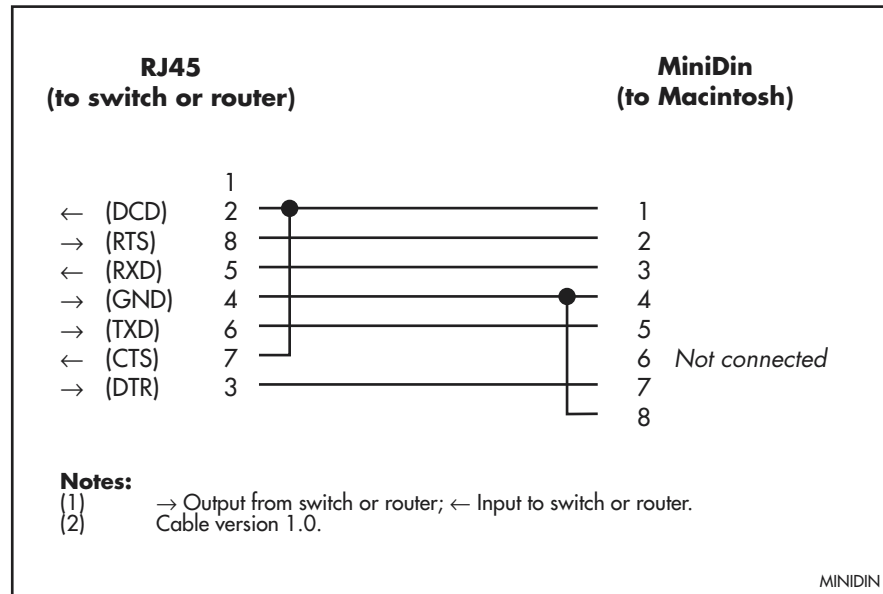 RJ45 MiniDin
(to switch or router) (to Macintosh)
1
← (DCD) 2 1
→ (RTS) 8 2
← (RXD) 5 3
→ (GND) 4 4
→ (TXD) 6 5
← (CTS) 7 6 Not connected
→ (DTR) 3 7
8
Notes:
(1) → Output from switch or router; ← Input to switch or router.
(2) Cable version 1.0.
MINIDIN